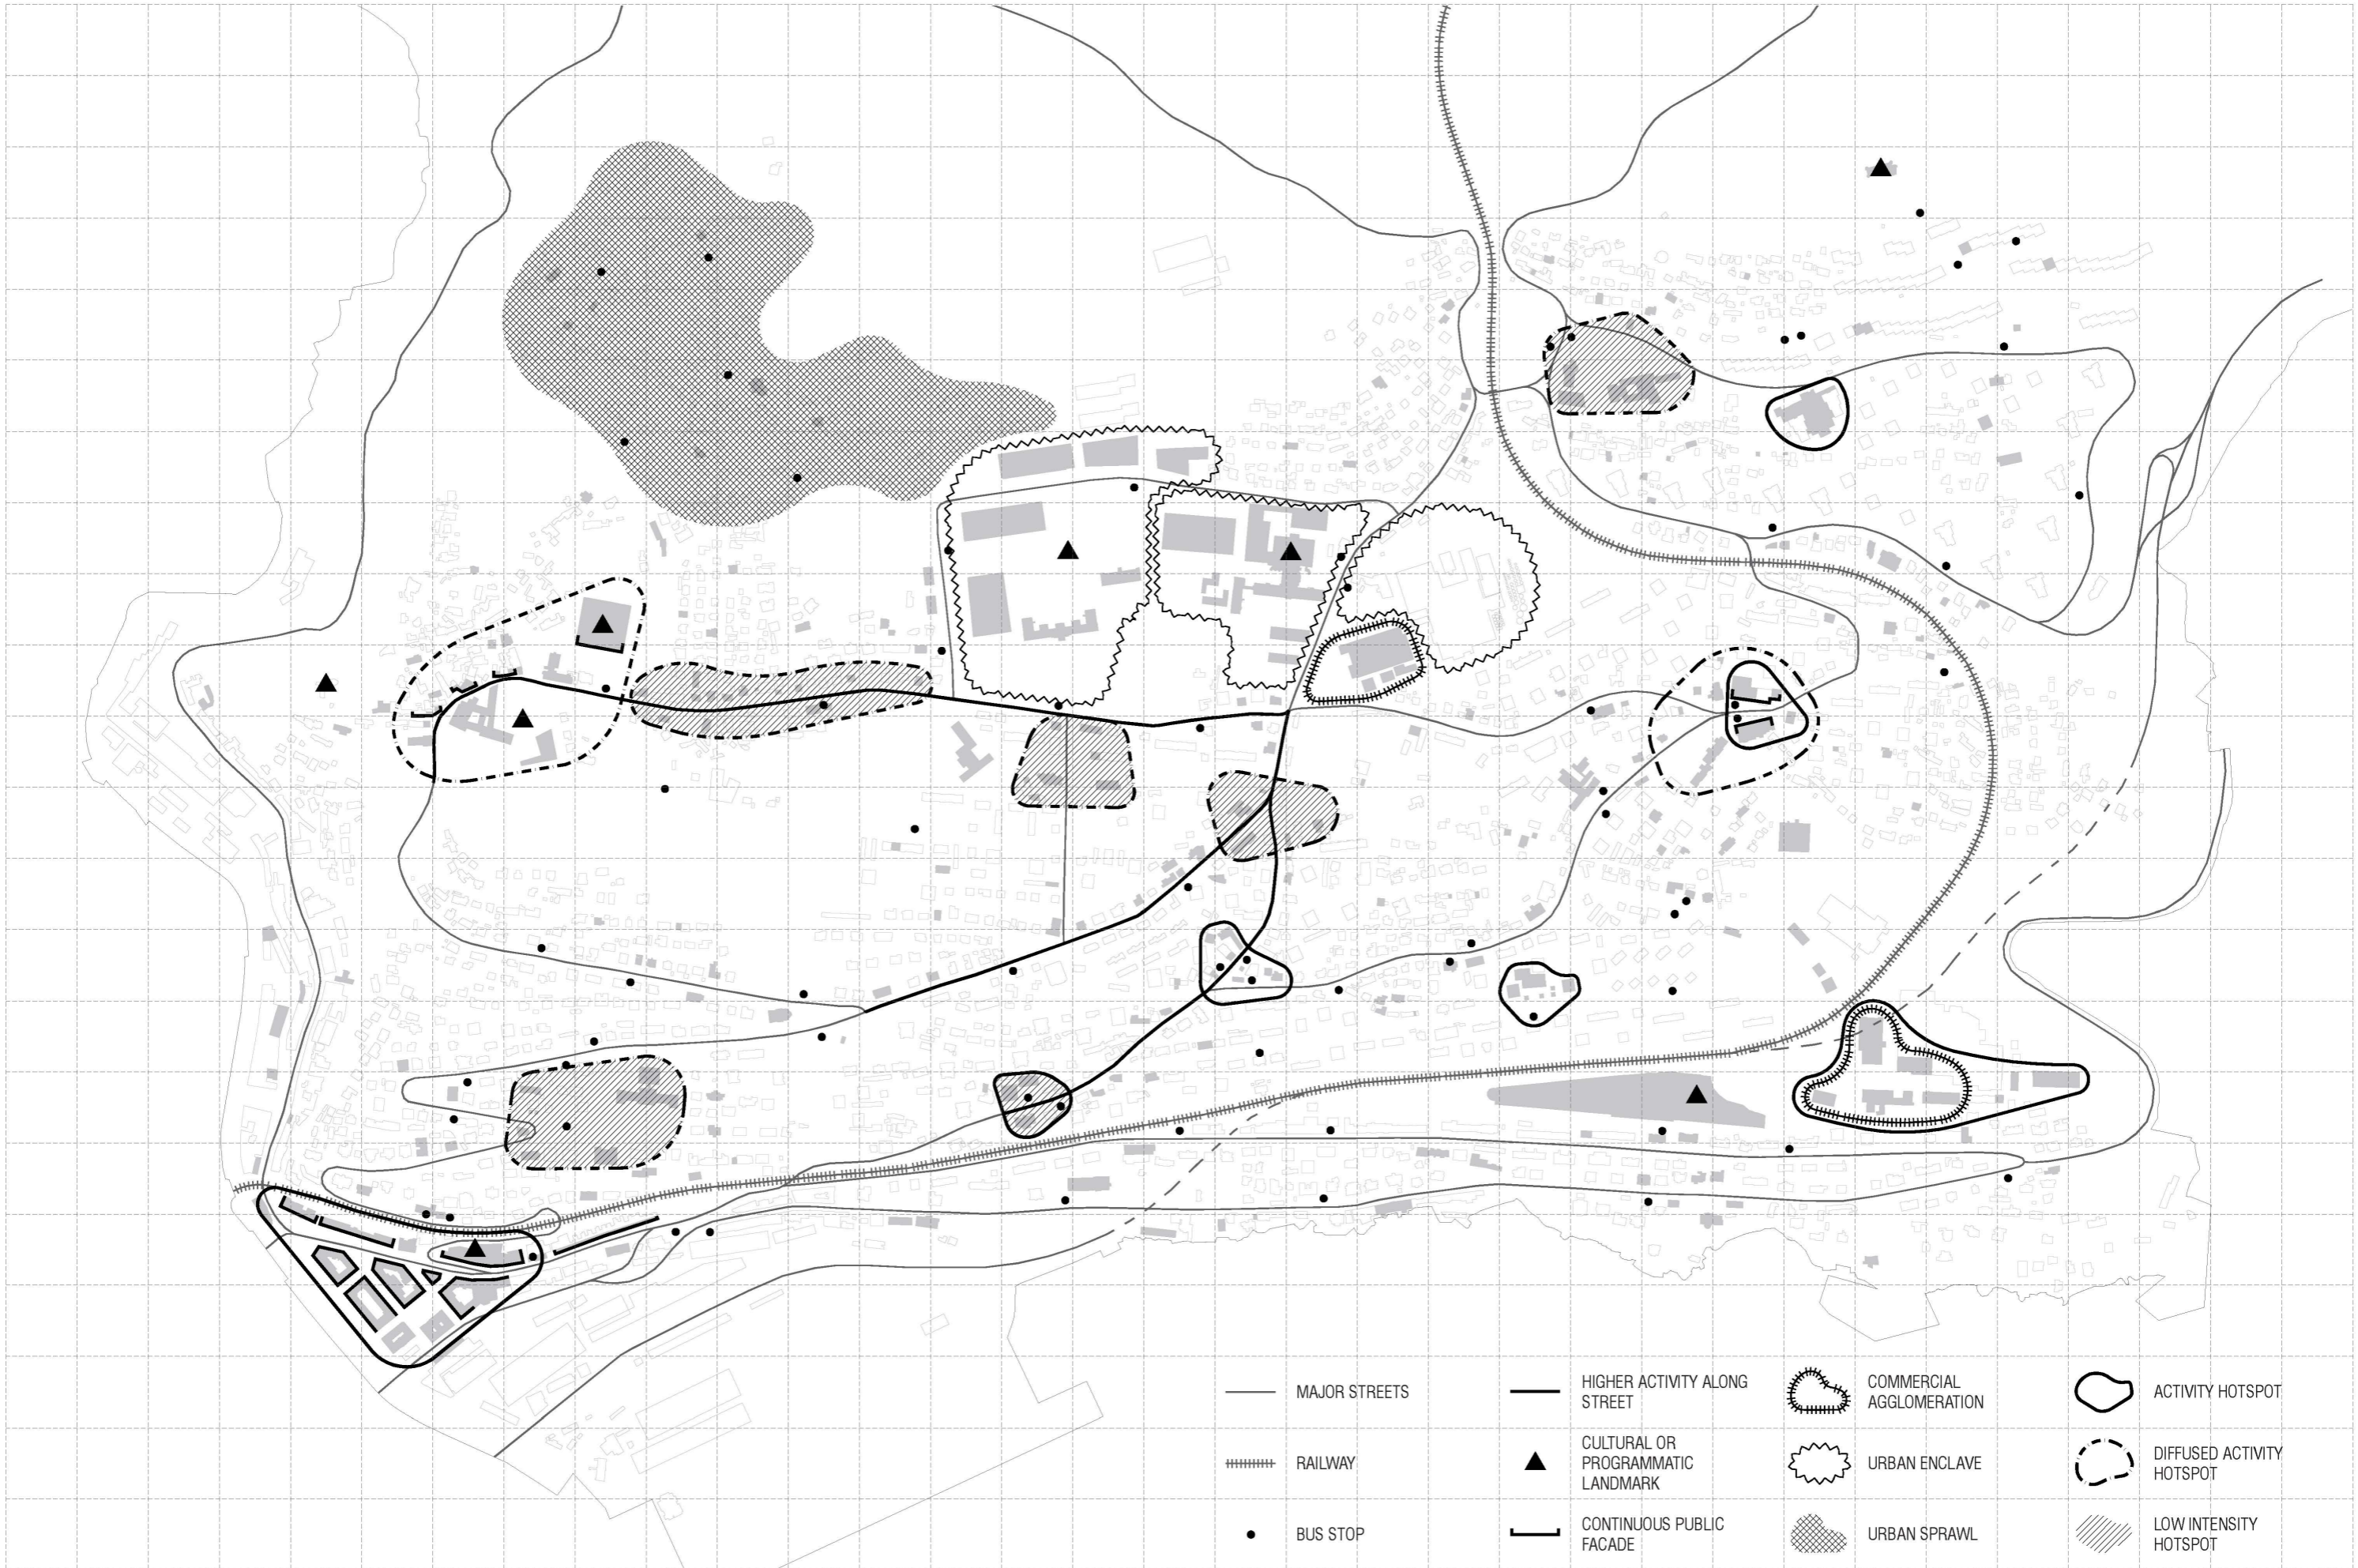 MAJOR STREETS
HIGHER ACTIVITY ALONG
STREET
COMMERCIAL
AGGLOMERATION
ACTIVITY HOTSPOT
RAILWAY
CULTURAL OR
PROGRAMMATIC
LANDMARK
URBAN ENCLAVE
DIFFUSED ACTIVITY
HOTSPOT
BUS STOP
CONTINUOUS PUBLIC
FACADE
URBAN SPRAWL
LOW INTENSITY
HOTSPOT